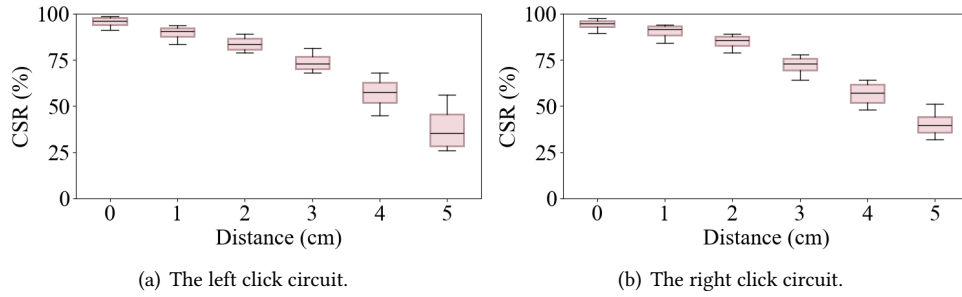 100
75
50
25
0
CSR (%)
0 1 2 3 4 5
Distance (cm)
(a) The left click circuit.
100
75
50
25
0
CSR (%)
0 1 2 3 4 5
Distance (cm)
(b) The right click circuit.